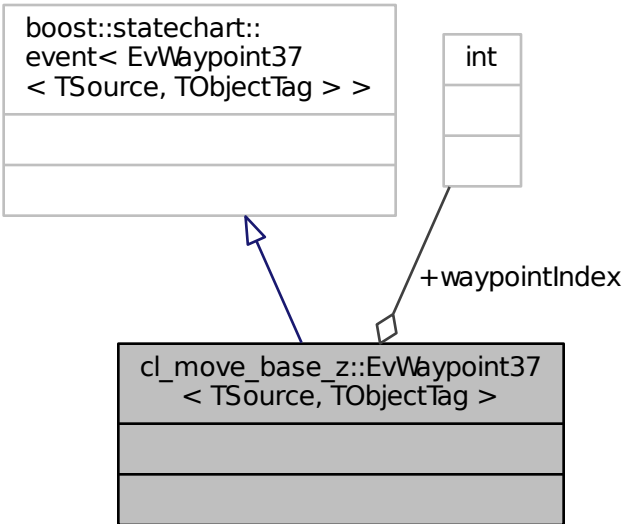 boost::statechart::
event< EvWaypoint37
< TSource, TObjectTag > >
int
+waypointIndex
cl_move_base_z::EvWaypoint37
< TSource, TObjectTag >